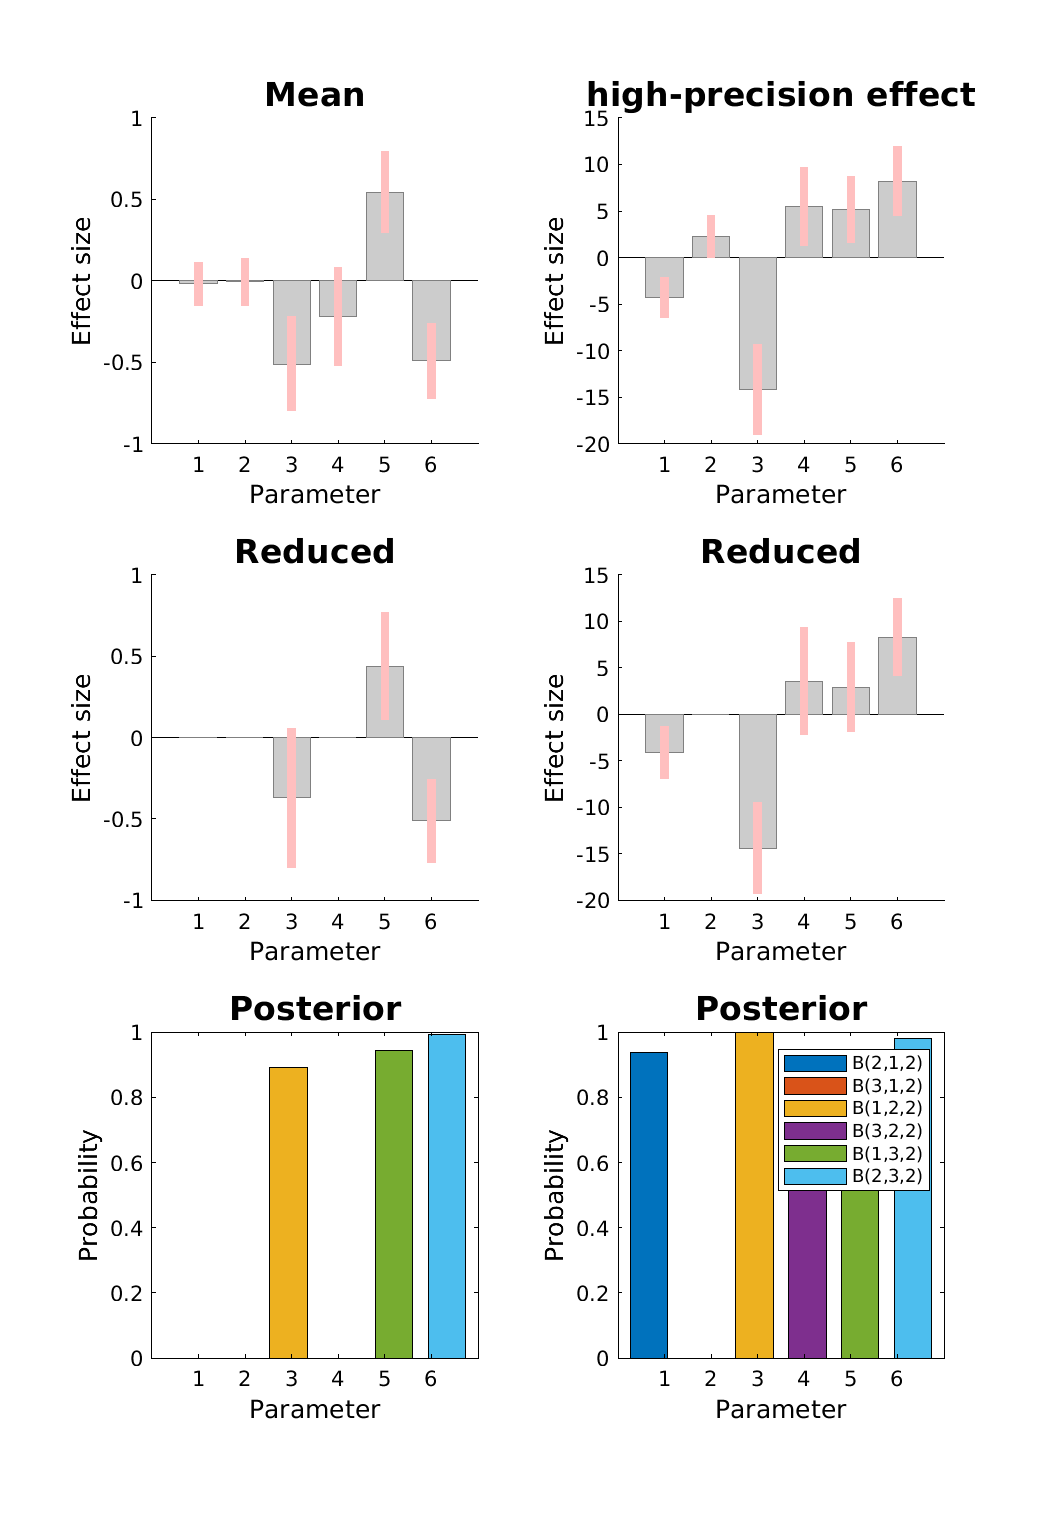 Mean
1
0.5
0
-0.5
-1
Effect size
1 2 3 4 5 6
Parameter
high-precision effect
15
10
5
0
-5
-10
-15
-20
Effect size
1 2 3 4 5 6
Parameter
Reduced
1
0.5
0
-0.5
-1
Effect size
1 2 3 4 5 6
Parameter
Reduced
15
10
5
0
-5
-10
-15
-20
Effect size
1 2 3 4 5 6
Parameter
Posterior
1
0.8
0.6
0.4
0.2
0
Probability
1 2 3 4 5 6
Parameter
Posterior
1
0.8
0.6
0.4
0.2
0
Probability
B(2,1,2)
B(3,1,2)
B(1,2,2)
B(3,2,2)
B(1,3,2)
B(2,3,2)
1 2 3 4 5 6
Parameter